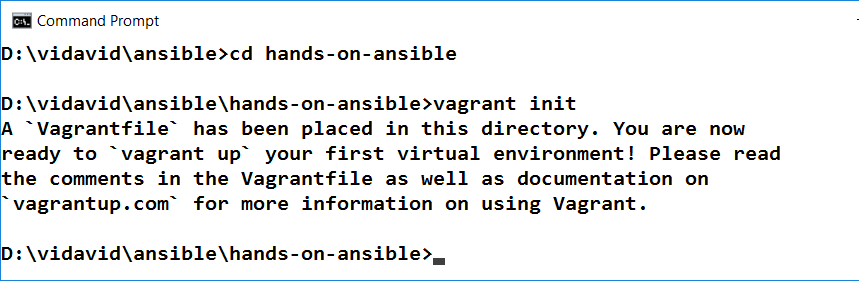 Command Prompt
D:\vidavid\ansible>cd hands-on-ansible
D:\vidavid\ansible\hands-on-ansible>vagrant init
A `Vagrantfile` has been placed in this directory. You are now
ready to `vagrant up` your first virtual environment! Please read
the comments in the Vagrantfile as well as documentation on
`vagrantup.com` for more information on using Vagrant.
D:\vidavid\ansible\hands-on-ansible>